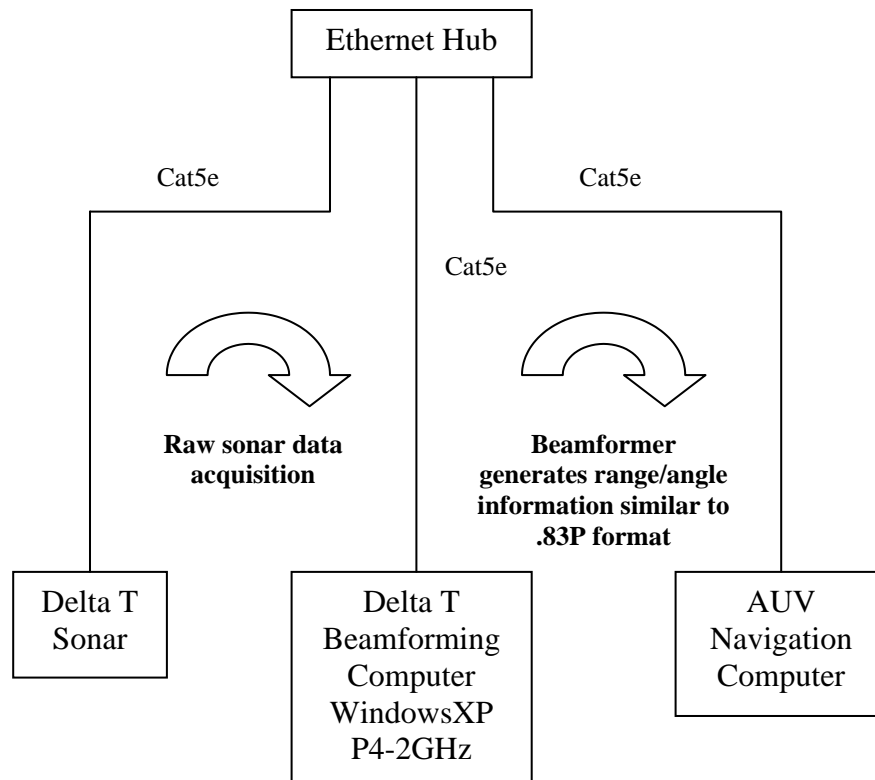 Ethernet Hub
Cat5e
Cat5e
Cat5e
Raw sonar data
acquisition
Beamformer
generates range/angle
information similar to
.83P format
Delta T
Sonar
Delta T
Beamforming
Computer
WindowsXP
P4-2GHz
AUV
Navigation
Computer